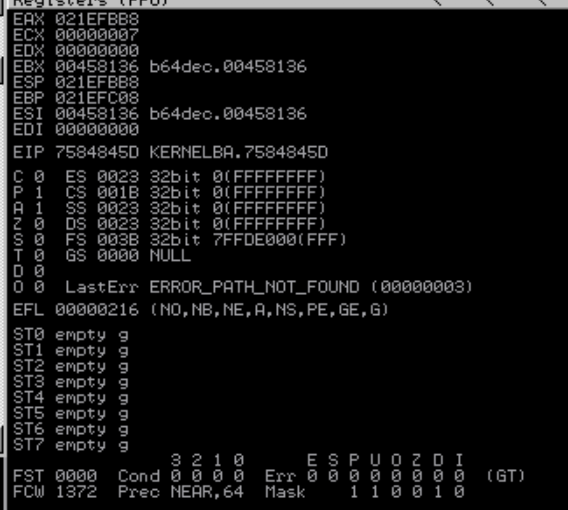 Registers (FPU)
EAX 021EFBB8
ECX 00000007
EDX 00000000
EBX 00458136 b64dec.00458136
ESP 021EFBB8
EBP 021EFC08
ESI 00458136 b64dec.00458136
EDI 00000000
EIP 7584845D KERNELBA.7584845D
C 0 ES 0023 32bit 0(FFFFFFFF)
P 1 CS 001B 32bit 0(FFFFFFFF)
A 1 SS 0023 32bit 0(FFFFFFFF)
Z 0 DS 0023 32bit 0(FFFFFFFF)
S 0 FS 003B 32bit 7FFDE000(FFF)
T 0 GS 0000 NULL
D 0
O 0 LastErr ERROR_PATH_NOT_FOUND (00000003)
EFL 00000216 (NO,NB,NE,A,NS,PE,GE,G)
ST0 empty g
ST1 empty g
ST2 empty g
ST3 empty g
ST4 empty g
ST5 empty g
ST6 empty g
ST7 empty g
3 2 1 0 E S P U O Z D I
FST 0000 Cond 0 0 0 0 Err 0 0 0 0 0 0 0 0 (GT)
FCW 1372 Prec NEAR,64 Mask 1 1 0 0 1 0